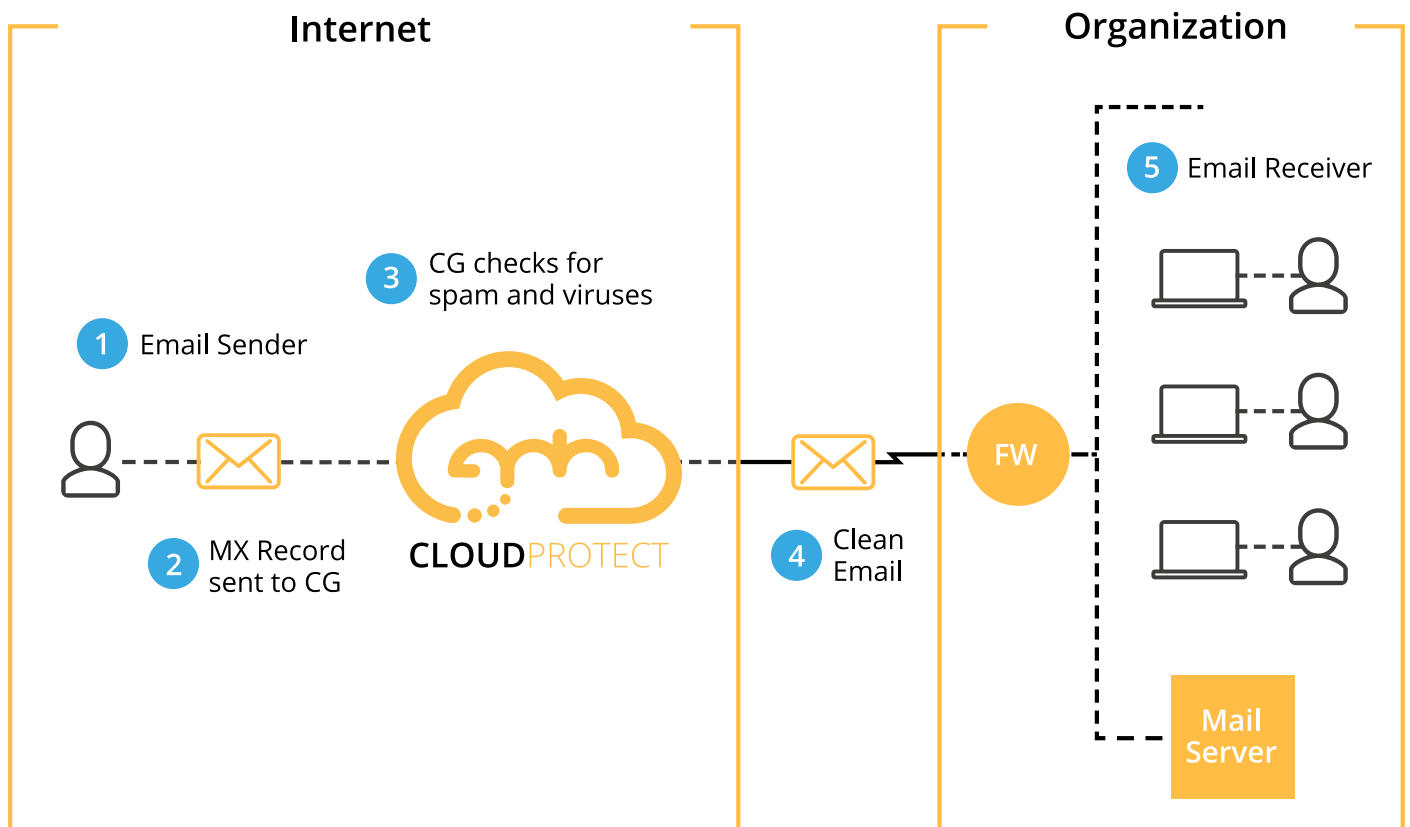 Internet
Organization
5 Email Receiver
3 CG checks for
spam and viruses
1 Email Sender
FW
2 MX Record
sent to CG
CLOUDPROTECT
4 Clean
Email
Mail
Server